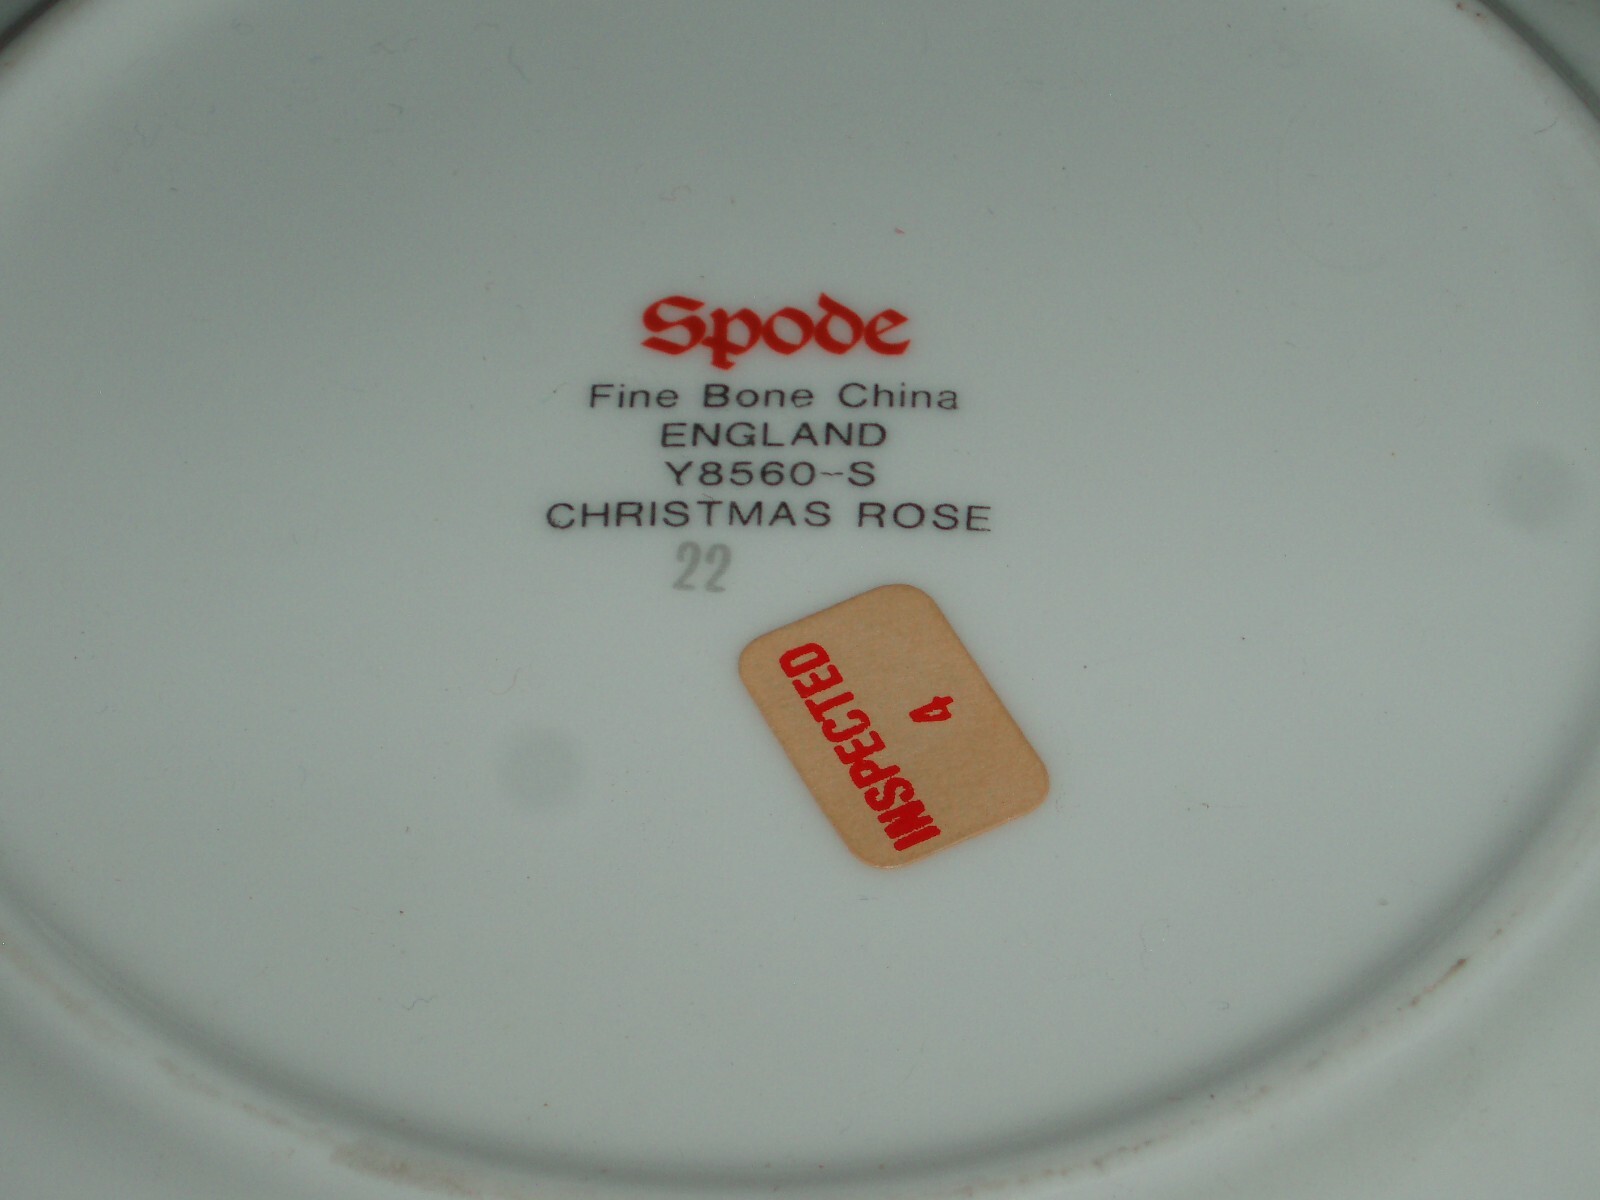 Spode
Fine Bone China
ENGLAND
Y8560-S
CHRISTMAS ROSE
22
INSPECTED
4